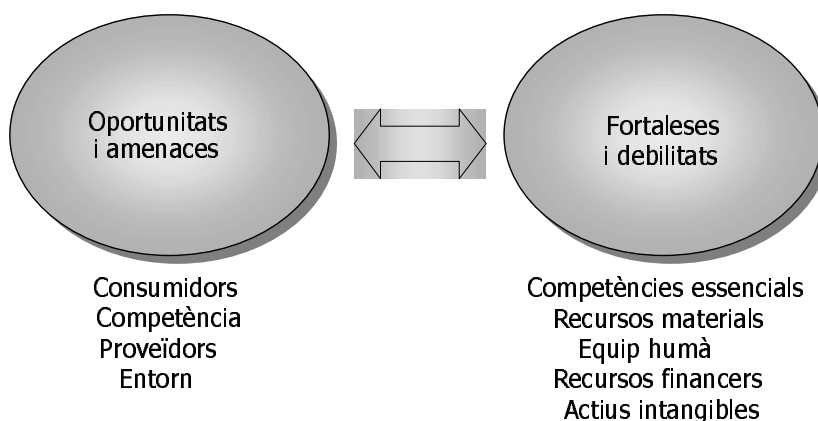 Oportunitats
i amenaces
Fortaleses
i debilitats
Consumidors
Competència
Proveïdors
Entorn
Competències essencials
Recursos materials
Equip humà
Recursos financers
Actius intangibles